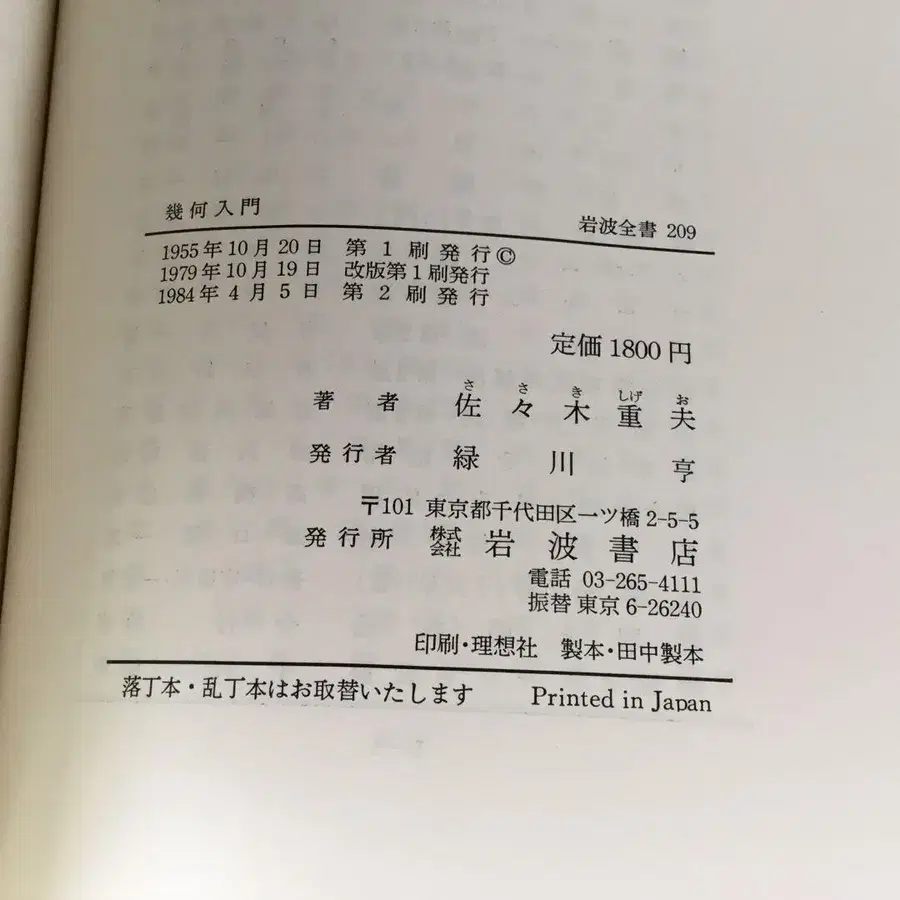 幾何入門 岩波全書 209
1955年10月20日 第1刷発行©
1979年10月19日 改版第1刷発行
1984年4月5日 第2刷発行
定価1800円
著者 佐々木重夫
ささきしげお
発行者 緑川亨
〒101 東京都千代田区一ツ橋2-5-5
発行所 株式会社 岩波書店
電話 03-265-4111
振替 東京6-26240
印刷・理想社 製本・田中製本
落丁本・乱丁本はお取替いたします Printed in Japan